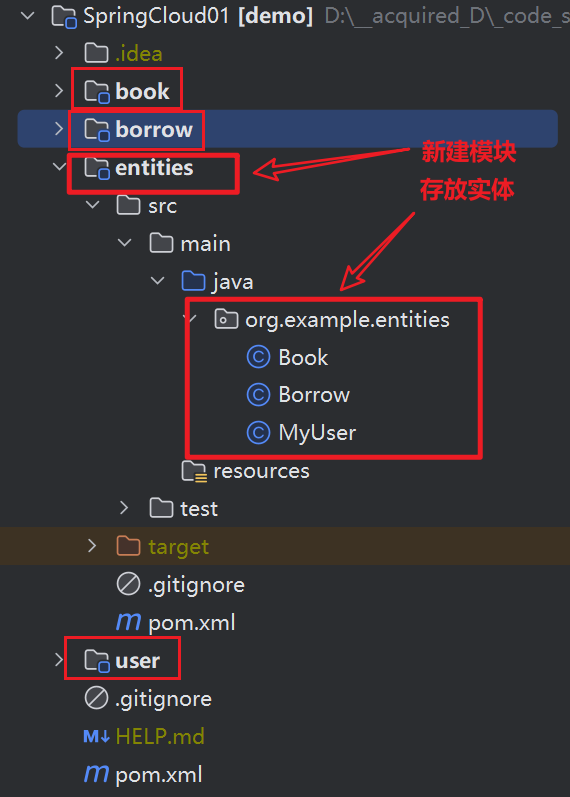 SpringCloud01 [demo] D:\__acquired_D\_code_s
.idea
book
borrow
新建模块
entities
存放实体
src
main
java
org.example.entities
C Book
C Borrow
C MyUser
resources
test
target
.gitignore
m pom.xml
user
.gitignore
M↓ HELP.md
m pom.xml